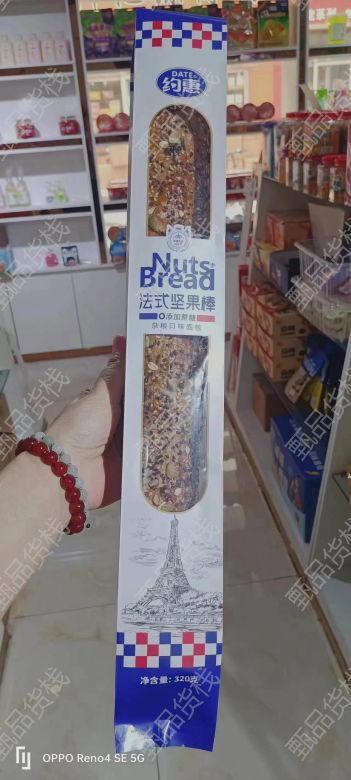 DATE
约惠
Nuts
Bread
法式坚果棒
0添加蔗糖
杂粮口味面包
净含量：320克
OPPO Reno4 SE 5G
甄品货栈